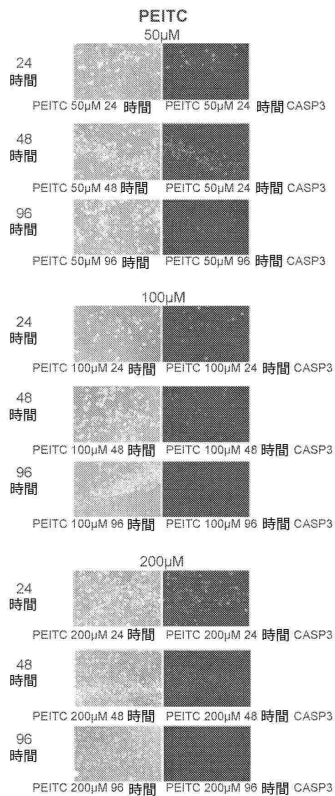 PEITC
50µM
24
時間
PEITC 50µM 24 時間 PEITC 50µM 24 時間 CASP3
48
時間
PEITC 50µM 48 時間 PEITC 50µM 24 時間 CASP3
96
時間
PEITC 50µM 96 時間 PEITC 50µM 96 時間 CASP3
100µM
24
時間
PEITC 100µM 24 時間 PEITC 100µM 24 時間 CASP3
48
時間
PEITC 100µM 48 時間 PEITC 100µM 48 時間 CASP3
96
時間
PEITC 100µM 96 時間 PEITC 100µM 96 時間 CASP3
200µM
24
時間
PEITC 200µM 24 時間 PEITC 200µM 24 時間 CASP3
48
時間
PEITC 200µM 48 時間 PEITC 200µM 48 時間 CASP3
96
時間
PEITC 200µM 96 時間 PEITC 200µM 96 時間 CASP3